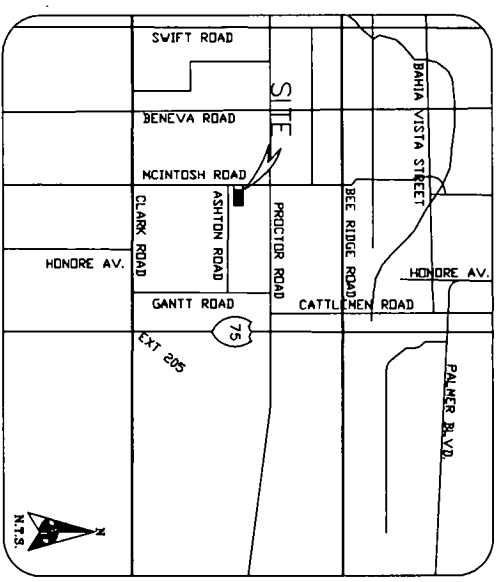 SWIFT ROAD
SITE
BAHIA VISTA STREET
BENEVA ROAD
MCINTOSH ROAD
CLARK ROAD
ASHTON ROAD
PROCTOR ROAD
BEE RIDGE ROAD
HONORE AV.
HONORE AV.
GANTT ROAD
CATTLEMEN ROAD
75
EXT 205
PALMER BLVD.
N
N.T.S.